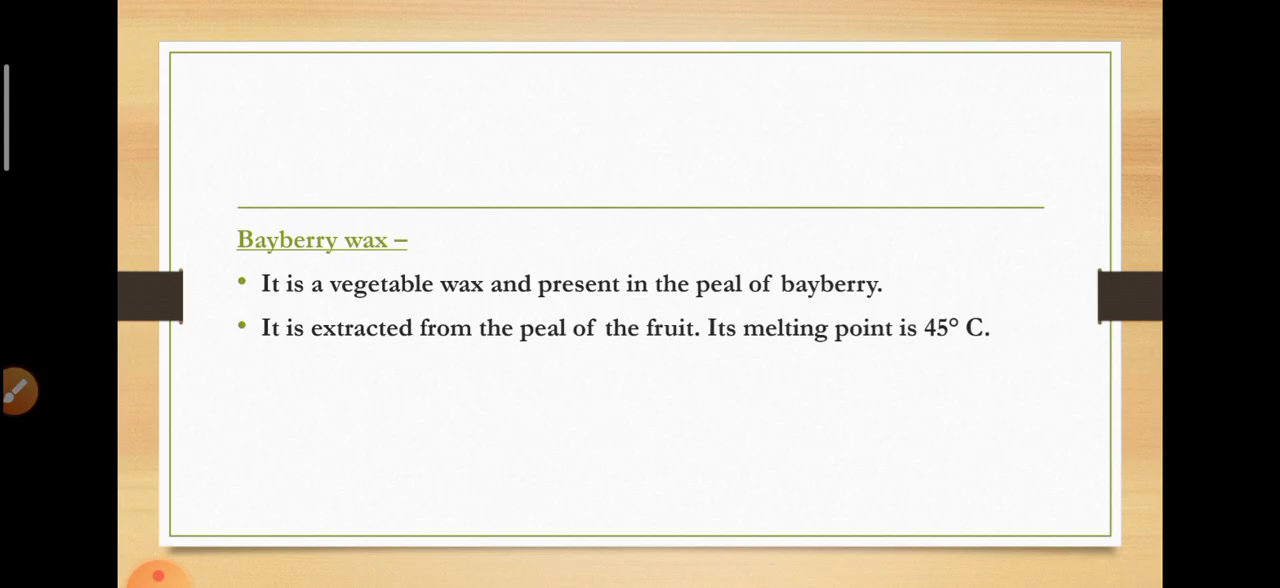 Bayberry wax –
• It is a vegetable wax and present in the peal of bayberry.
• It is extracted from the peal of the fruit. Its melting point is 45° C.